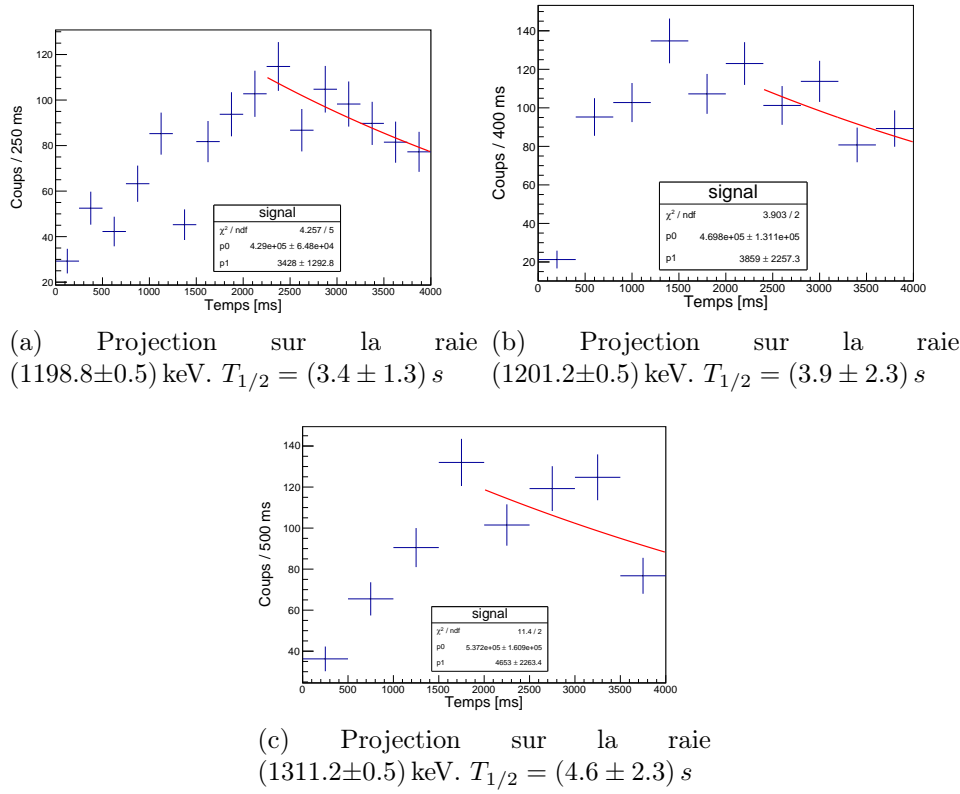 Coups / 250 ms
120
100
80
60
40
20
0 500 1000 1500 2000 2500 3000 3500 4000
Temps [ms]
signal
χ² / ndf 4.257 / 5
p0 4.29e+05 ± 6.48e+04
p1 3428 ± 1292.8
(a) Projection sur la raie
(1198.8±0.5) keV. T1/2 = (3.4 ± 1.3) s
Coups / 400 ms
140
120
100
80
60
40
20
0 500 1000 1500 2000 2500 3000 3500 4000
Temps [ms]
signal
χ² / ndf 3.903 / 2
p0 4.698e+05 ± 1.311e+05
p1 3859 ± 2257.3
(b) Projection sur la raie
(1201.2±0.5) keV. T1/2 = (3.9 ± 2.3) s
Coups / 500 ms
140
120
100
80
60
40
0 500 1000 1500 2000 2500 3000 3500 4000
Temps [ms]
signal
χ² / ndf 11.4 / 2
p0 5.372e+05 ± 1.609e+05
p1 4653 ± 2263.4
(c) Projection sur la raie
(1311.2±0.5) keV. T1/2 = (4.6 ± 2.3) s